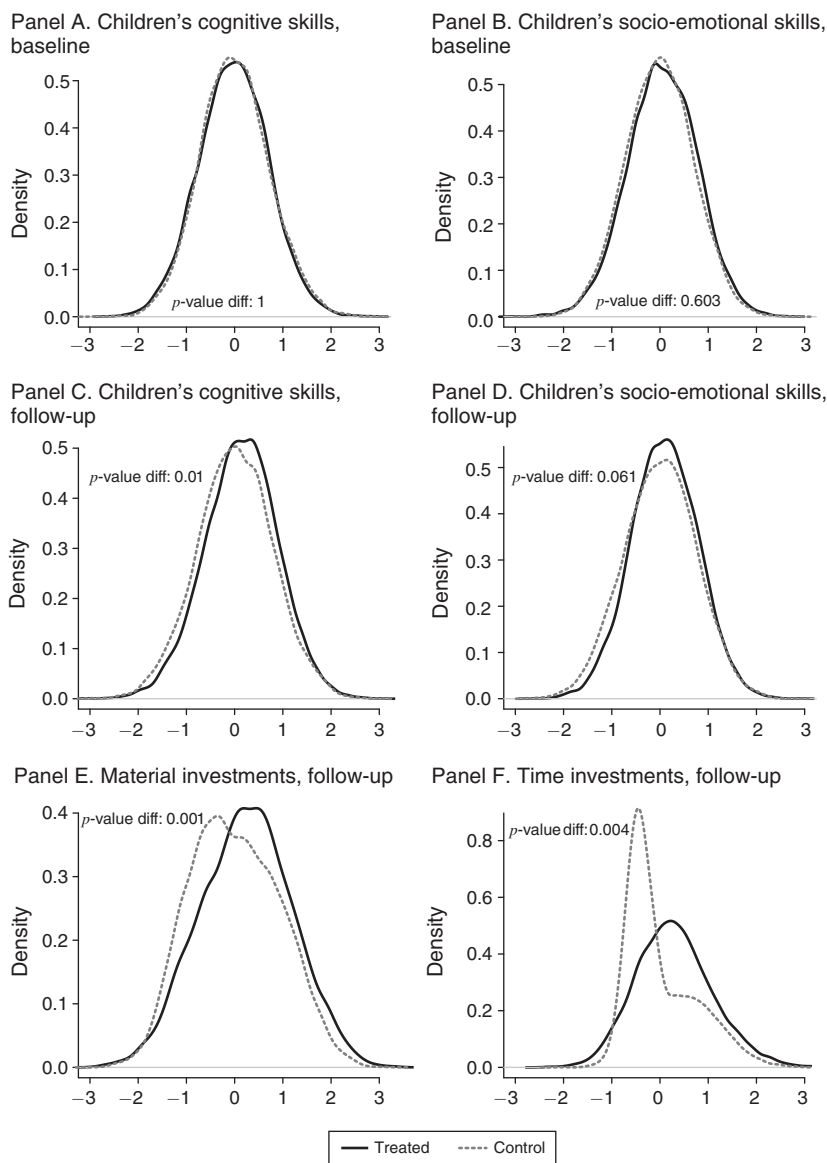 Panel A. Children's cognitive skills,
baseline
Density
0.5
0.4
0.3
0.2
0.1
0.0
p-value diff: 1
−3 −2 −1 0 1 2 3
Panel B. Children's socio-emotional skills,
baseline
Density
0.5
0.4
0.3
0.2
0.1
0.0
p-value diff: 0.603
−3 −2 −1 0 1 2 3
Panel C. Children's cognitive skills,
follow-up
Density
0.5
0.4
0.3
0.2
0.1
0.0
p-value diff: 0.01
−3 −2 −1 0 1 2 3
Panel D. Children's socio-emotional skills,
follow-up
Density
0.5
0.4
0.3
0.2
0.1
0.0
p-value diff: 0.061
−3 −2 −1 0 1 2 3
Panel E. Material investments, follow-up
Density
0.4
0.3
0.2
0.1
0.0
p-value diff: 0.001
−3 −2 −1 0 1 2 3
Panel F. Time investments, follow-up
Density
0.8
0.6
0.4
0.2
0.0
p-value diff: 0.004
−3 −2 −1 0 1 2 3
Treated Control